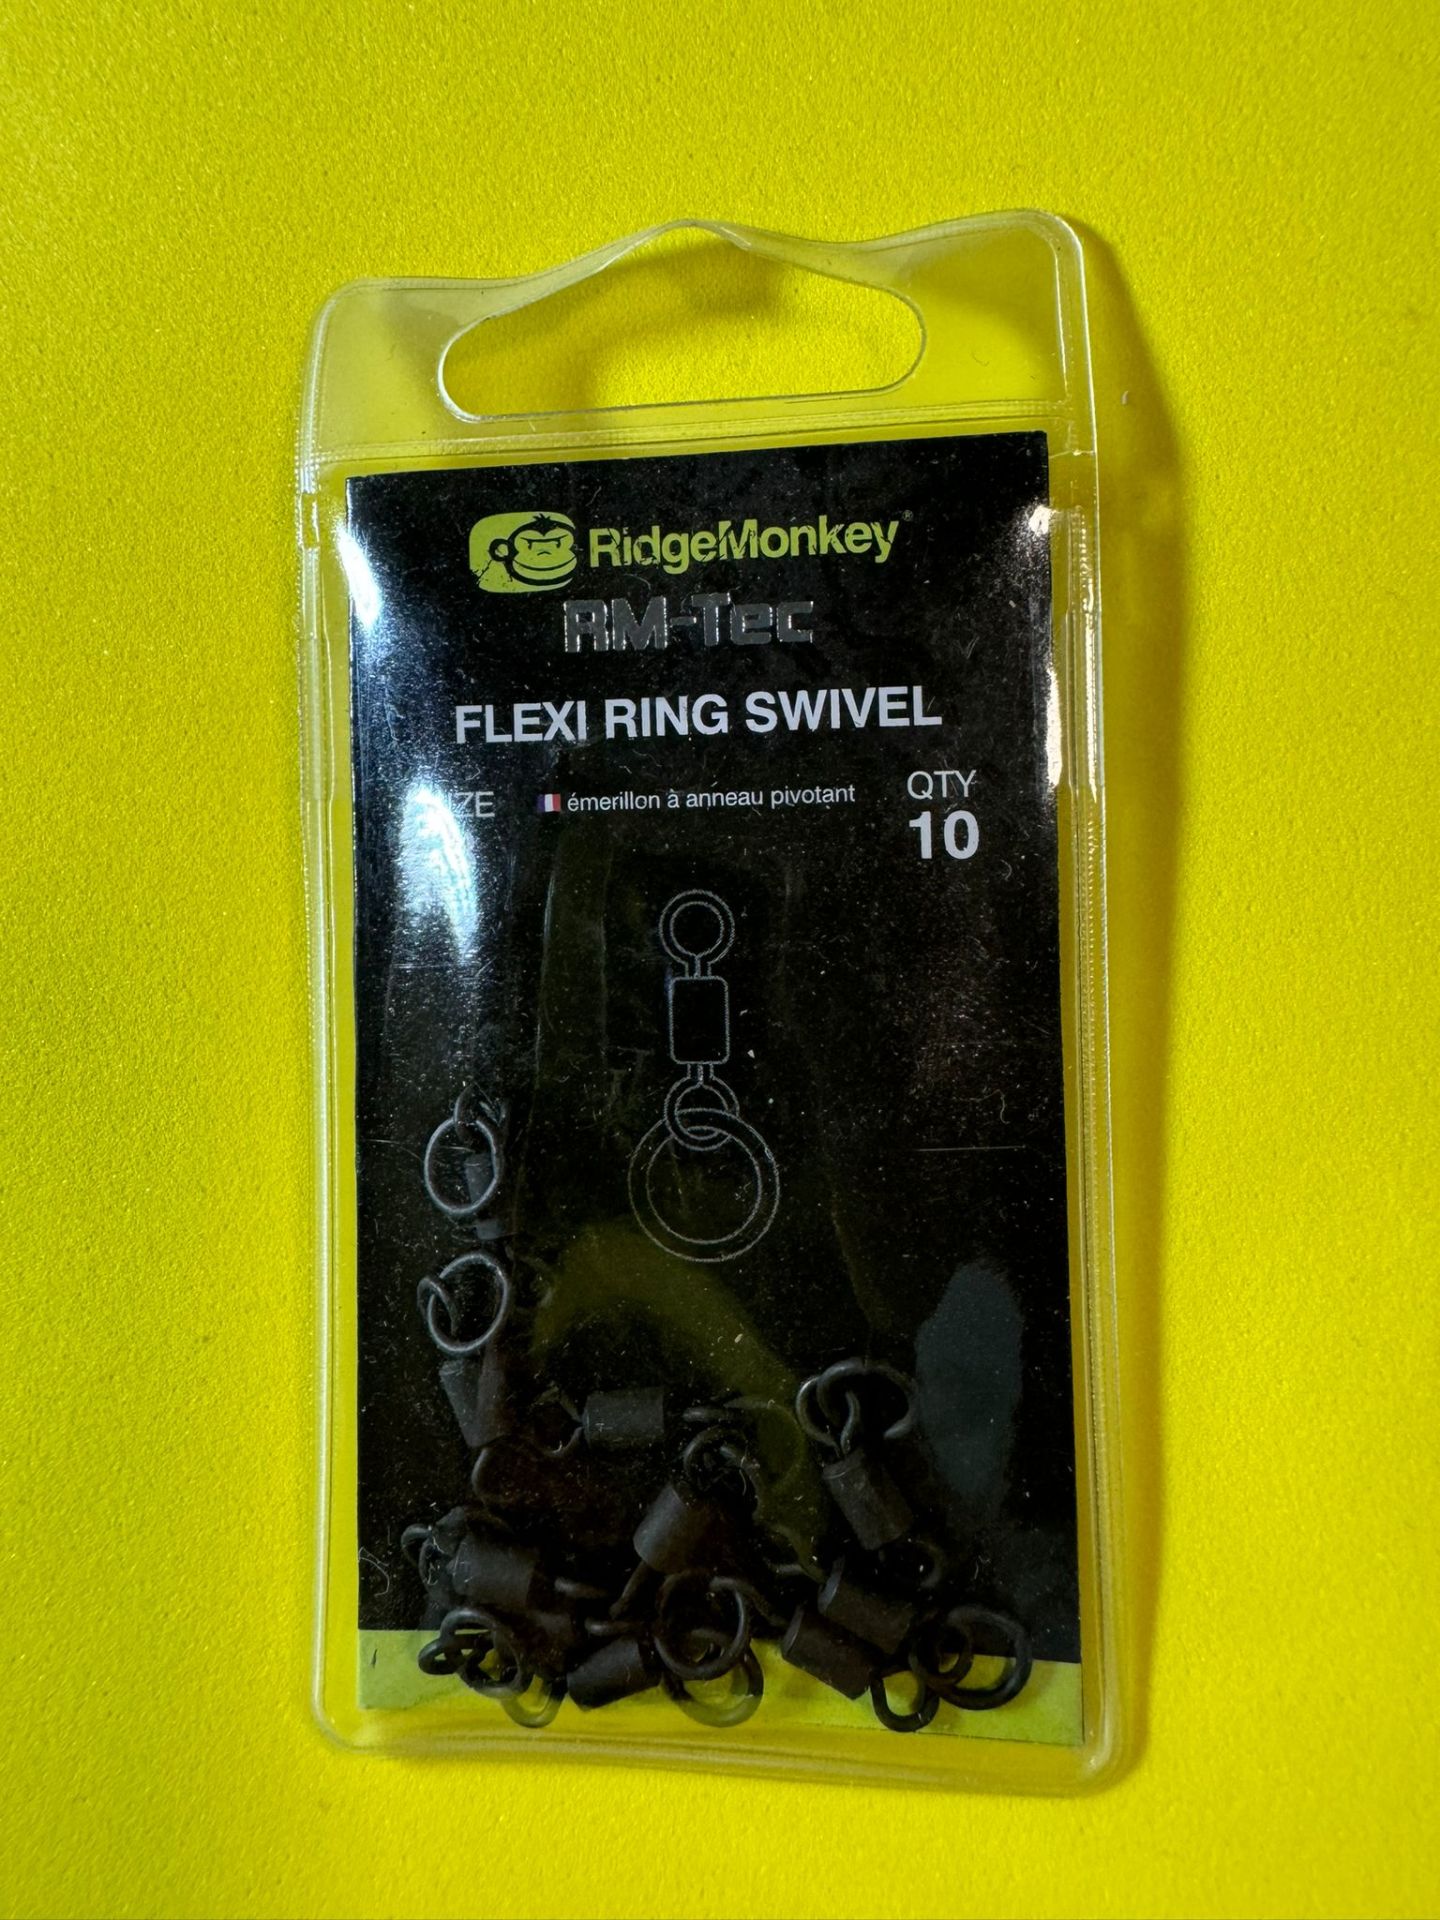 RidgeMonkey®
RM-Tec
FLEXI RING SWIVEL
émerillon à anneau pivotant
QTY
10